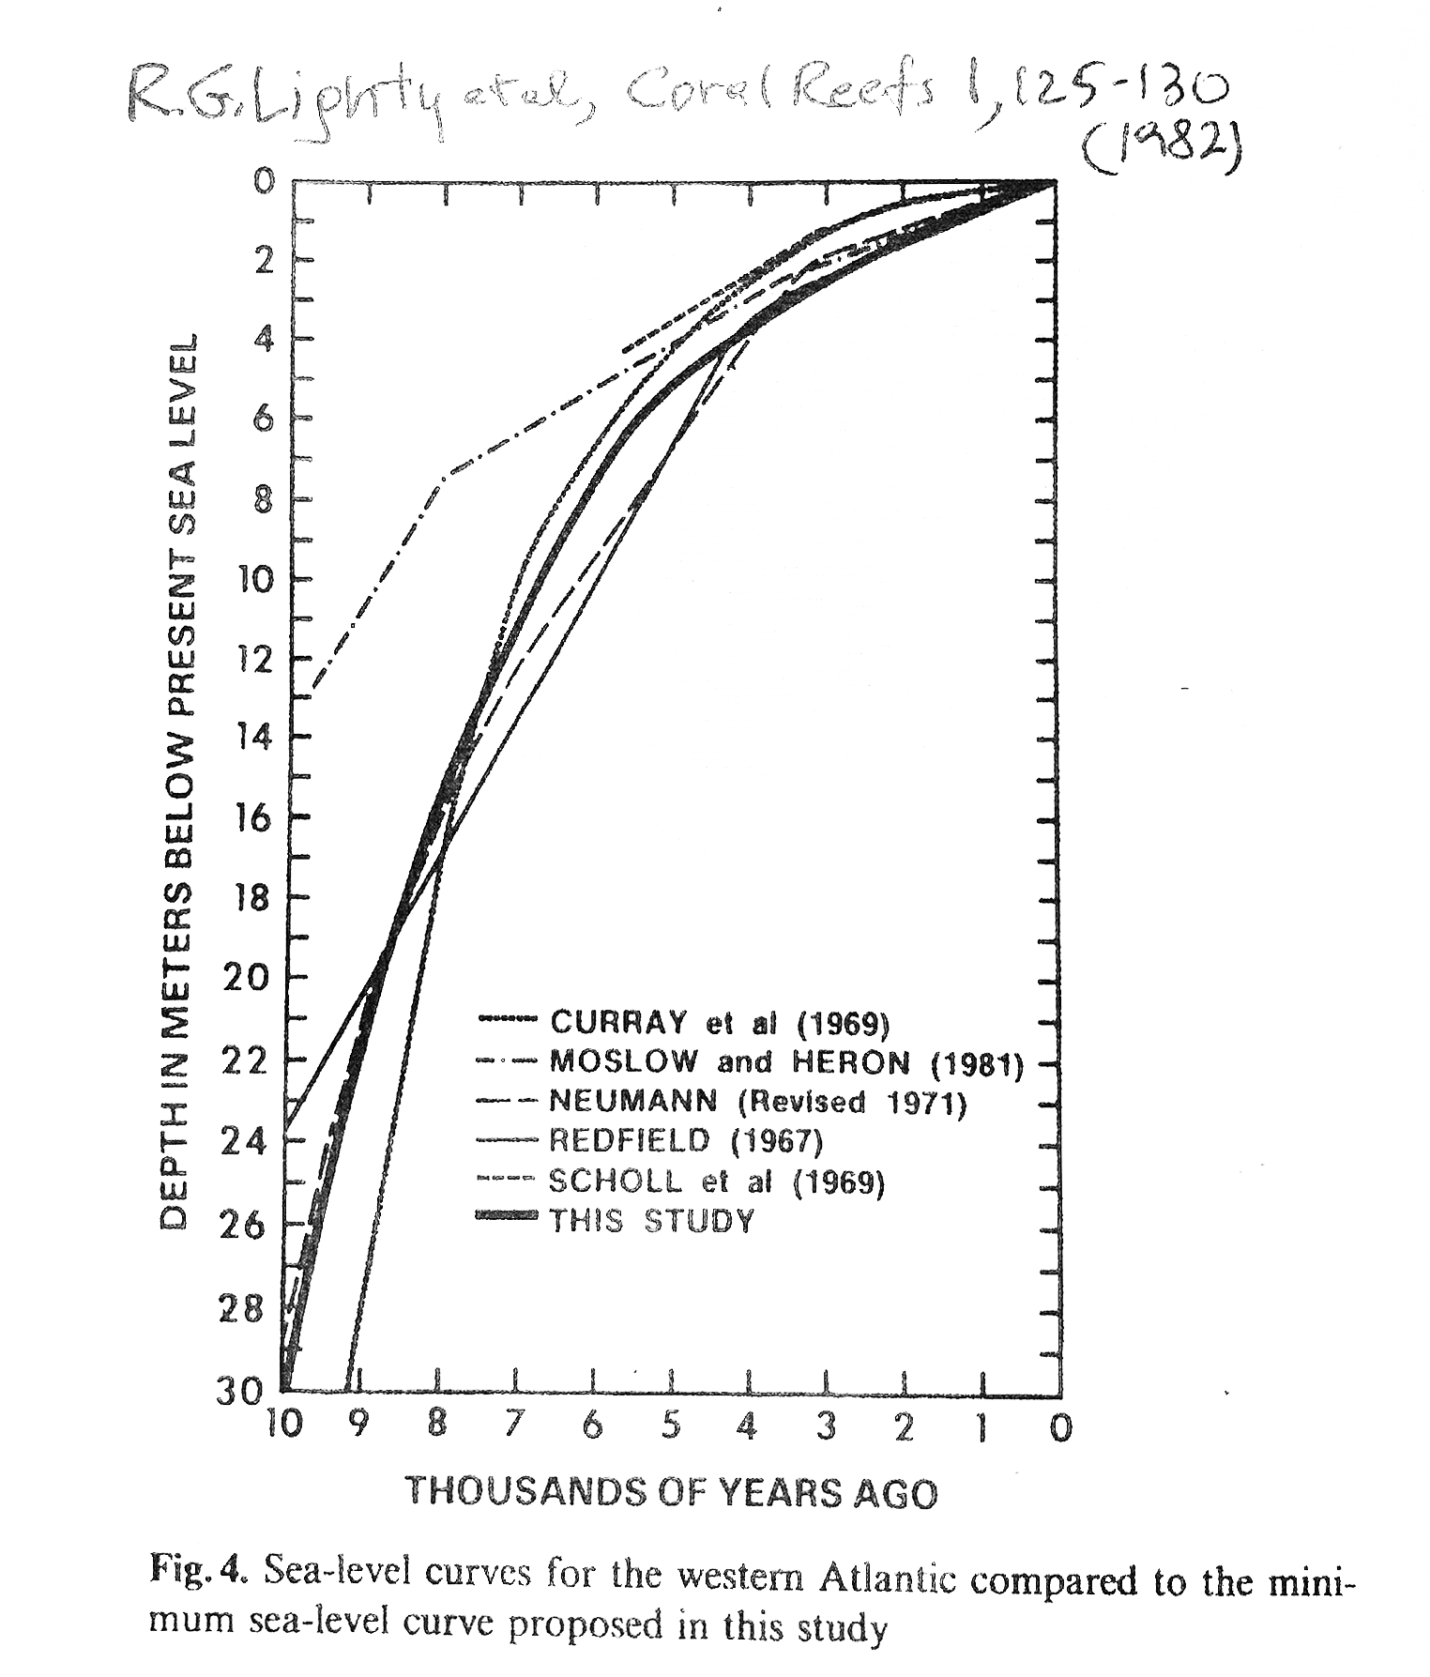 R.G.Lighty et al, Coral Reefs 1, 125-130
(1982)
0
2
4
6
8
10
12
14
16
18
20
22
24
26
28
30
DEPTH IN METERS BELOW PRESENT SEA LEVEL
CURRAY et al (1969)
MOSLOW and HERON (1981)
NEUMANN (Revised 1971)
REDFIELD (1967)
SCHOLL et al (1969)
THIS STUDY
10 9 8 7 6 5 4 3 2 1 0
THOUSANDS OF YEARS AGO
Fig. 4. Sea-level curves for the western Atlantic compared to the mini-
mum sea-level curve proposed in this study